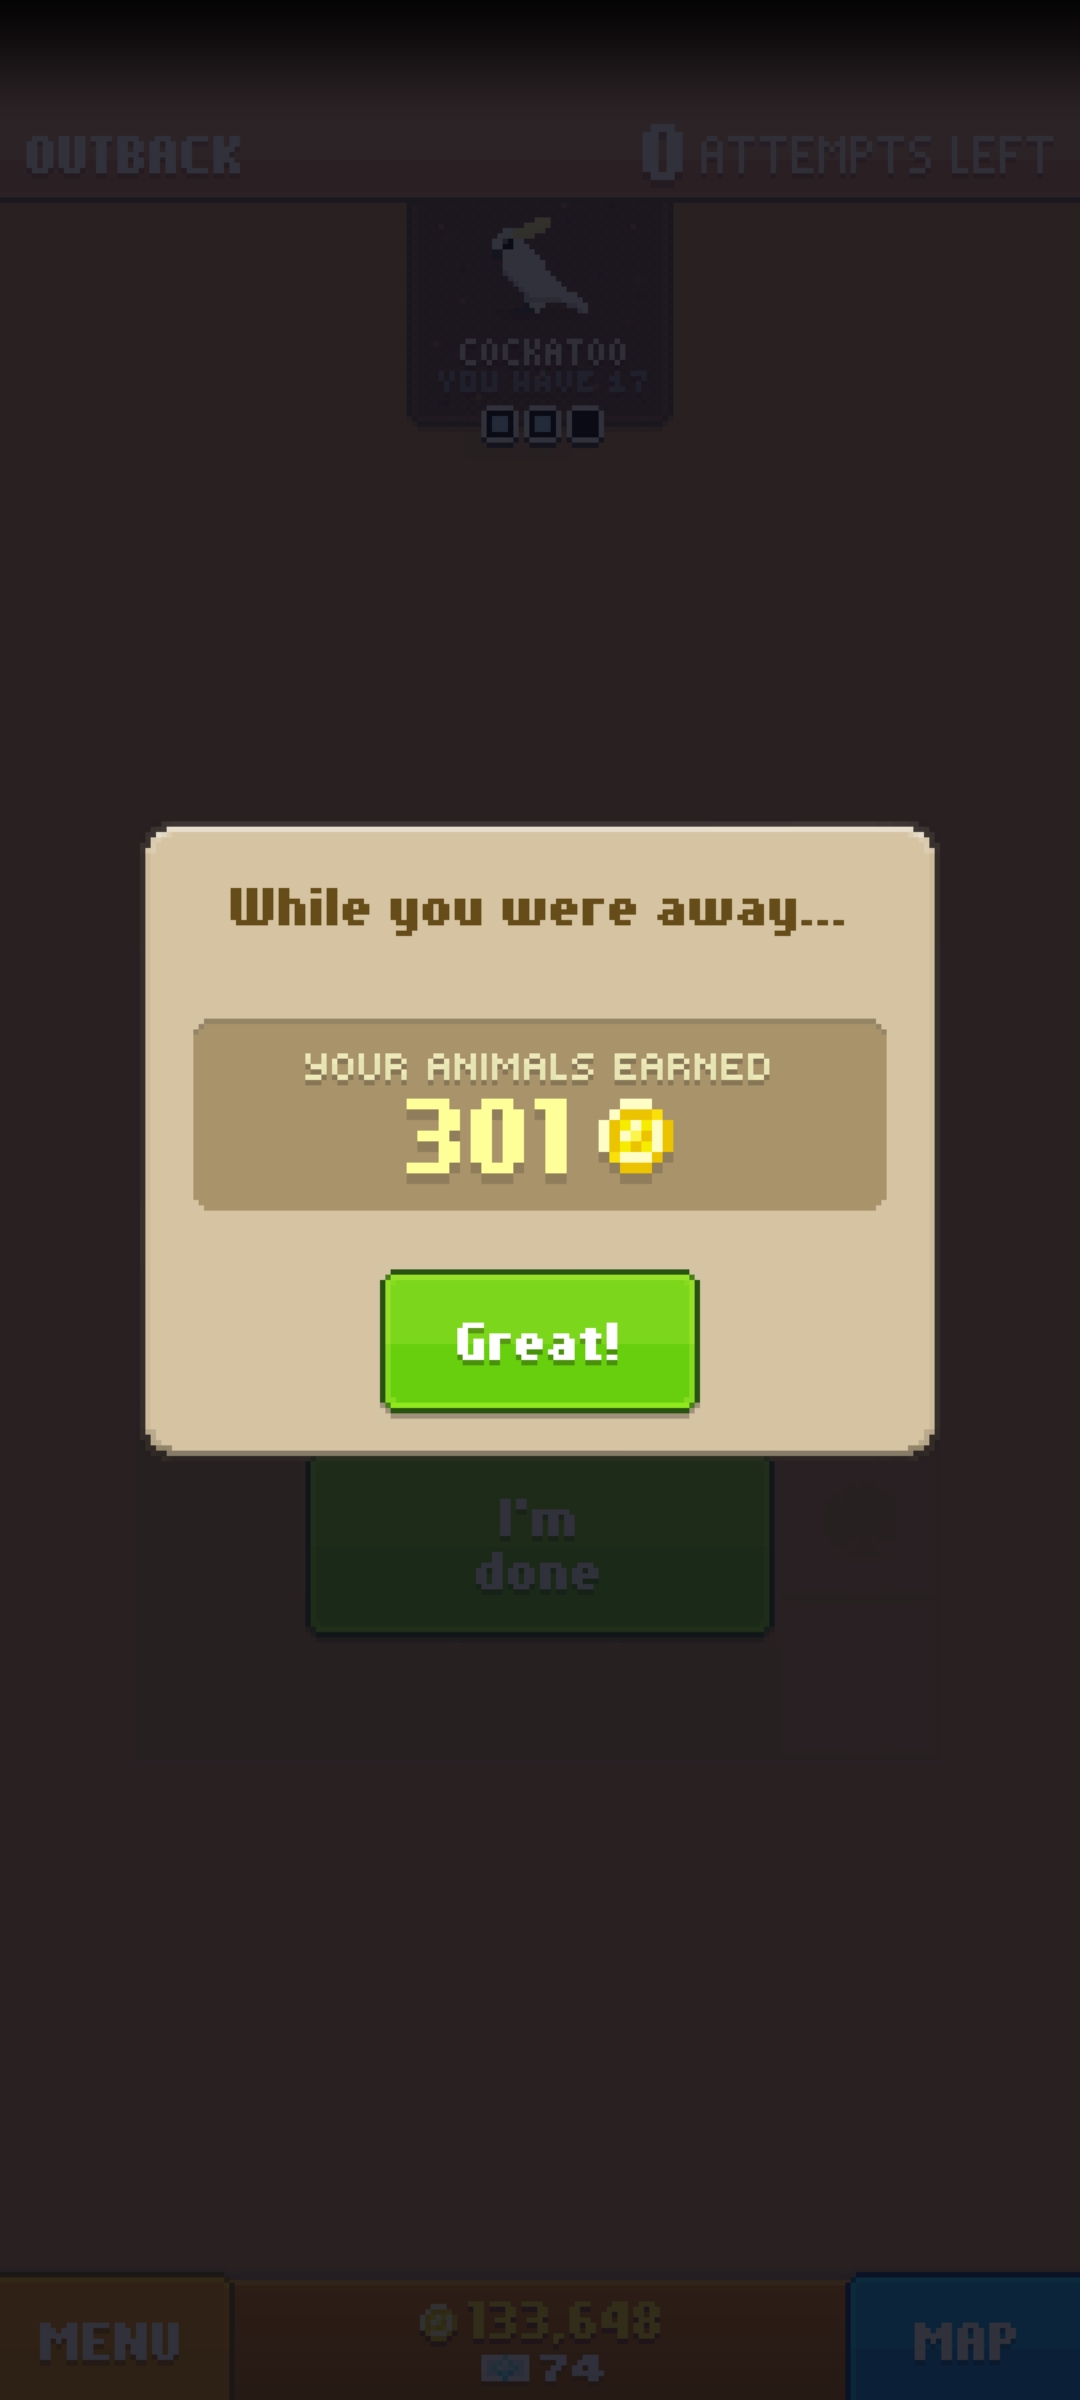 OUTBACK
0 ATTEMPTS LEFT
COCKATOO
YOU HAVE 17
While you were away...
YOUR ANIMALS EARNED
301
Great!
I'm
done
MENU
133,648
74
MAP